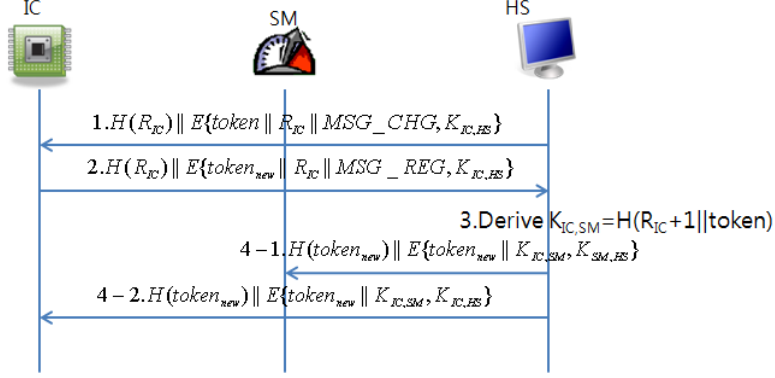 IC SM HS
1.H(R_IC) || E{token || R_IC || MSG_CHG, K_IC,HS}
2.H(R_IC) || E{token_new || R_IC || MSG_REG, K_IC,HS}
3.Derive K_IC,SM=H(R_IC+1||token)
4-1.H(token_new) || E{token_new || K_IC,SM, K_SM,HS}
4-2.H(token_new) || E{token_new || K_IC,SM, K_IC,HS}